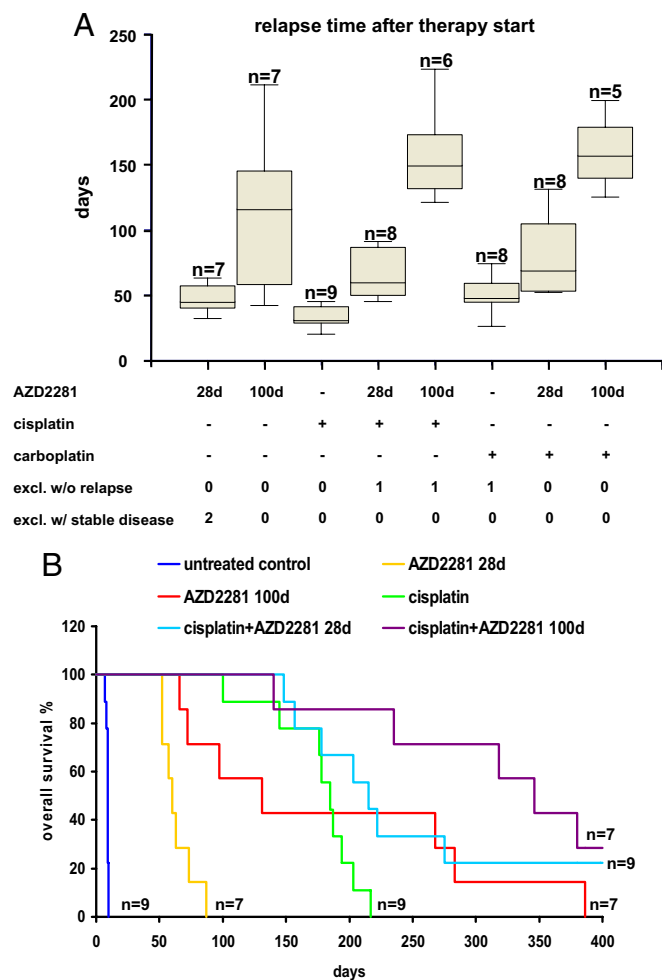 A
relapse time after therapy start
250
200
150
100
50
0
days
n=7
n=7
n=9
n=8
n=6
n=8
n=8
n=5
AZD2281 28d 100d - 28d 100d - 28d 100d
cisplatin - - + + + - - -
carboplatin - - - - - + + +
excl. w/o relapse 0 0 0 1 1 1 0 0
excl. w/ stable disease 2 0 0 0 0 0 0 0
B
untreated control AZD2281 28d
AZD2281 100d cisplatin
cisplatin+AZD2281 28d cisplatin+AZD2281 100d
120
100
80
60
40
20
0
overall survival %
n=7
n=9
n=9 n=7 n=9 n=7
0 50 100 150 200 250 300 350 400
days